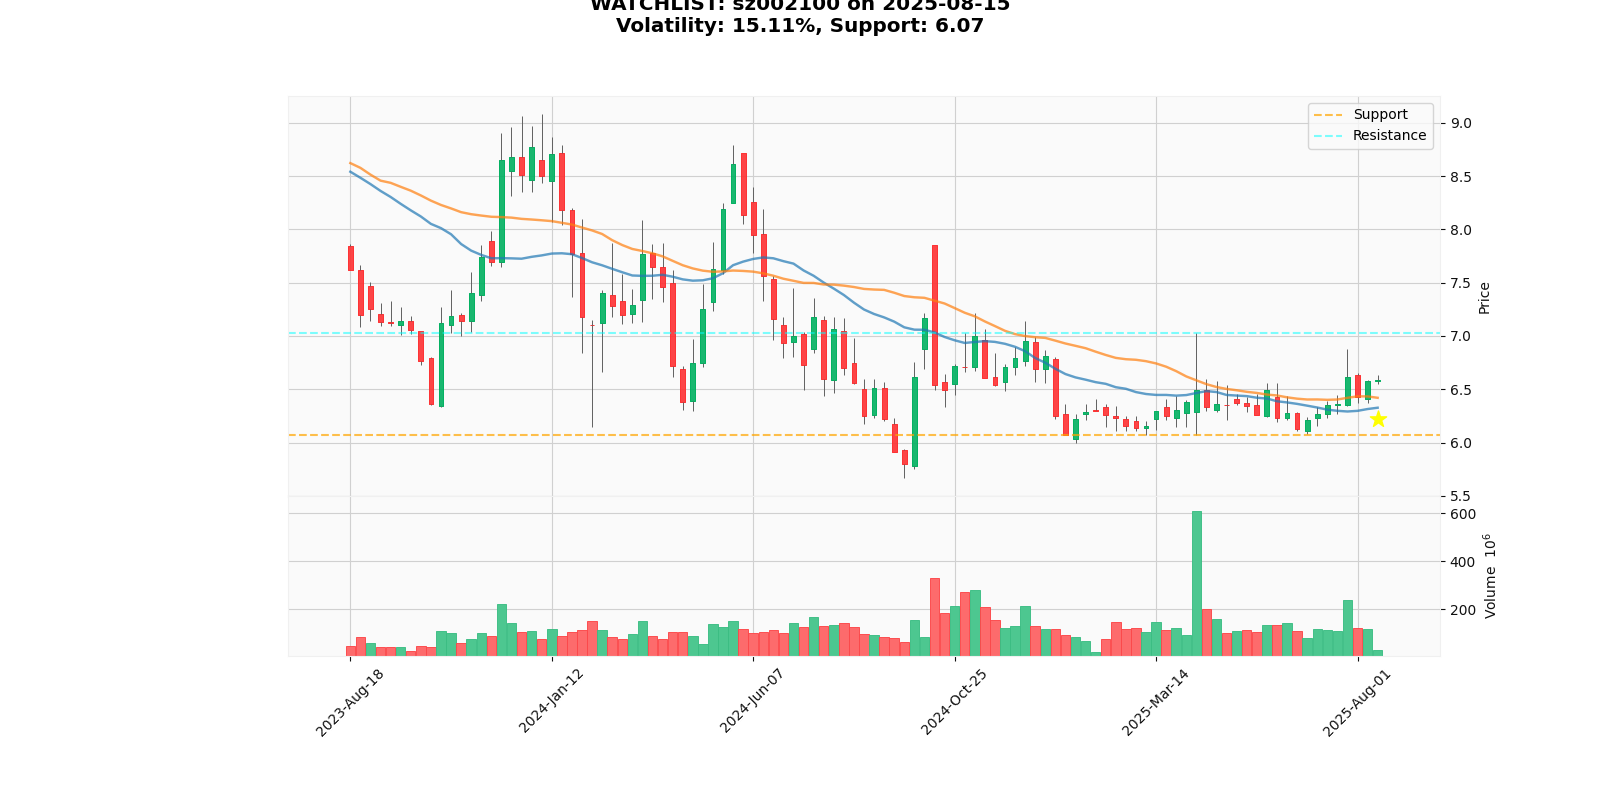 WATCHLIST: sz002100 on 2025-08-15
Volatility: 15.11%, Support: 6.07
Support
Resistance
9.0
8.5
8.0
7.5
7.0
6.5
6.0
5.5
Price
600
400
200
Volume 10^6
2023-Aug-18
2024-Jan-12
2024-Jun-07
2024-Oct-25
2025-Mar-14
2025-Aug-01